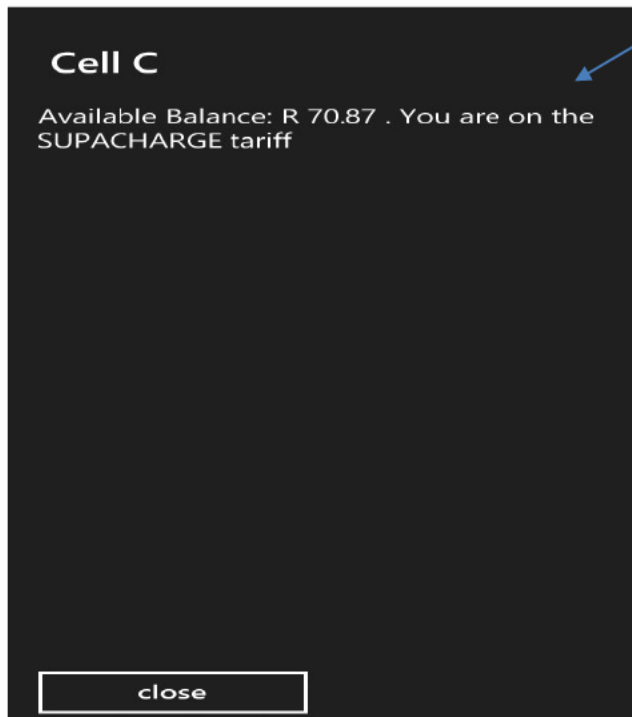 Cell C
Available Balance: R 70.87 . You are on the
SUPACHARGE tariff
close